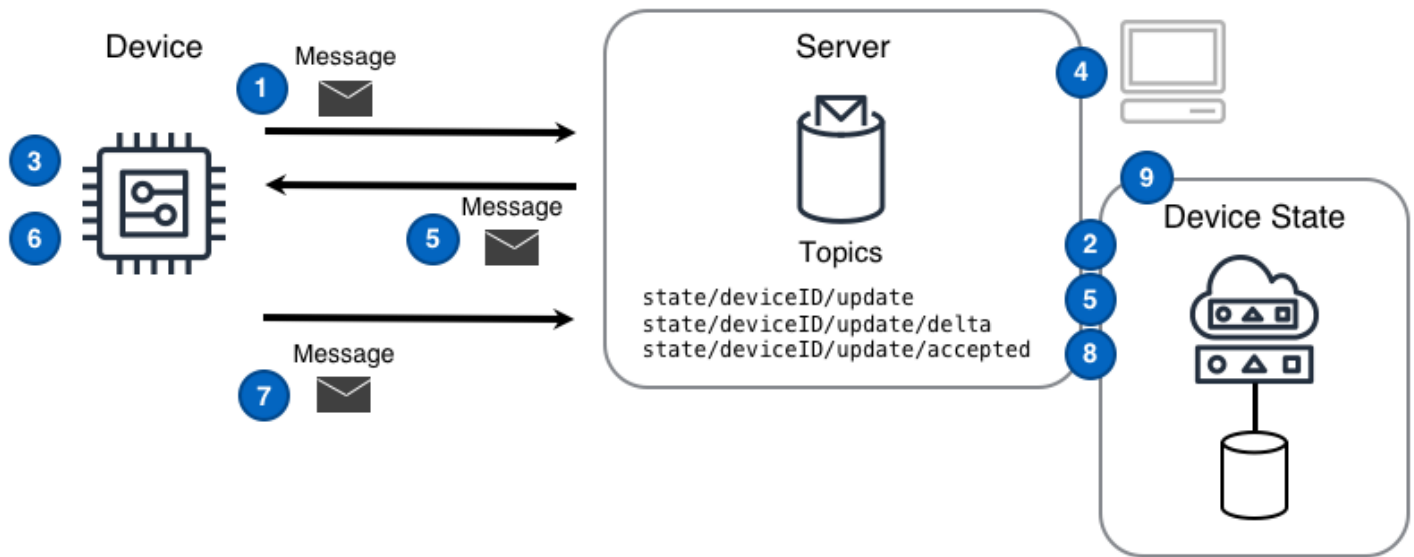 Device
Message
1
3
6
Message
5
Message
7
Server
4
Topics
state/deviceID/update
state/deviceID/update/delta
state/deviceID/update/accepted
9
Device State
2
5
8